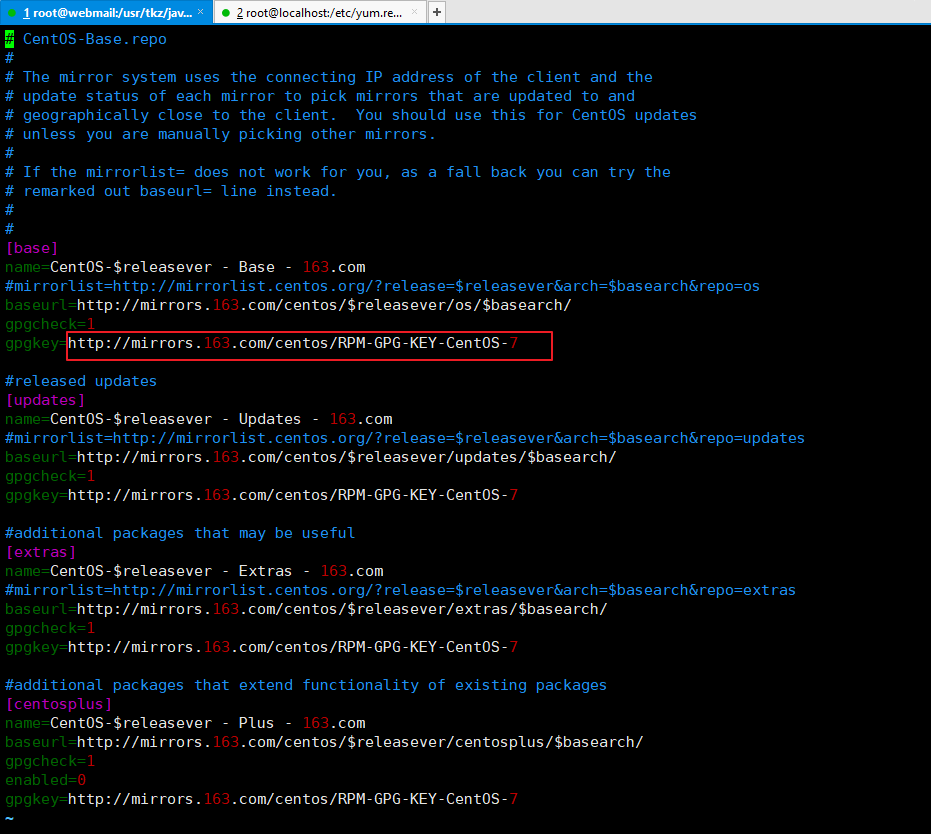 1 root@webmail:/usr/tkz/jav... ×
2 root@localhost:/etc/yum.re... ×
+
# CentOS-Base.repo
#
# The mirror system uses the connecting IP address of the client and the
# update status of each mirror to pick mirrors that are updated to and
# geographically close to the client.  You should use this for CentOS updates
# unless you are manually picking other mirrors.
#
# If the mirrorlist= does not work for you, as a fall back you can try the
# remarked out baseurl= line instead.
#
#
[base]
name=CentOS-$releasever - Base - 163.com
#mirrorlist=http://mirrorlist.centos.org/?release=$releasever&arch=$basearch&repo=os
baseurl=http://mirrors.163.com/centos/$releasever/os/$basearch/
gpgcheck=1
gpgkey=http://mirrors.163.com/centos/RPM-GPG-KEY-CentOS-7
#released updates
[updates]
name=CentOS-$releasever - Updates - 163.com
#mirrorlist=http://mirrorlist.centos.org/?release=$releasever&arch=$basearch&repo=updates
baseurl=http://mirrors.163.com/centos/$releasever/updates/$basearch/
gpgcheck=1
gpgkey=http://mirrors.163.com/centos/RPM-GPG-KEY-CentOS-7
#additional packages that may be useful
[extras]
name=CentOS-$releasever - Extras - 163.com
#mirrorlist=http://mirrorlist.centos.org/?release=$releasever&arch=$basearch&repo=extras
baseurl=http://mirrors.163.com/centos/$releasever/extras/$basearch/
gpgcheck=1
gpgkey=http://mirrors.163.com/centos/RPM-GPG-KEY-CentOS-7
#additional packages that extend functionality of existing packages
[centosplus]
name=CentOS-$releasever - Plus - 163.com
baseurl=http://mirrors.163.com/centos/$releasever/centosplus/$basearch/
gpgcheck=1
enabled=0
gpgkey=http://mirrors.163.com/centos/RPM-GPG-KEY-CentOS-7
~